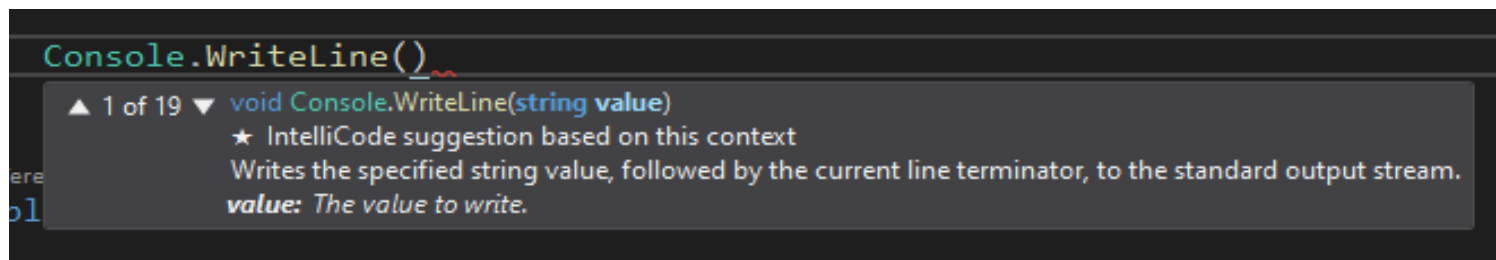 Console.WriteLine()
▲ 1 of 19 ▼ void Console.WriteLine(string value)
★ IntelliCode suggestion based on this context
Writes the specified string value, followed by the current line terminator, to the standard output stream.
value: The value to write.